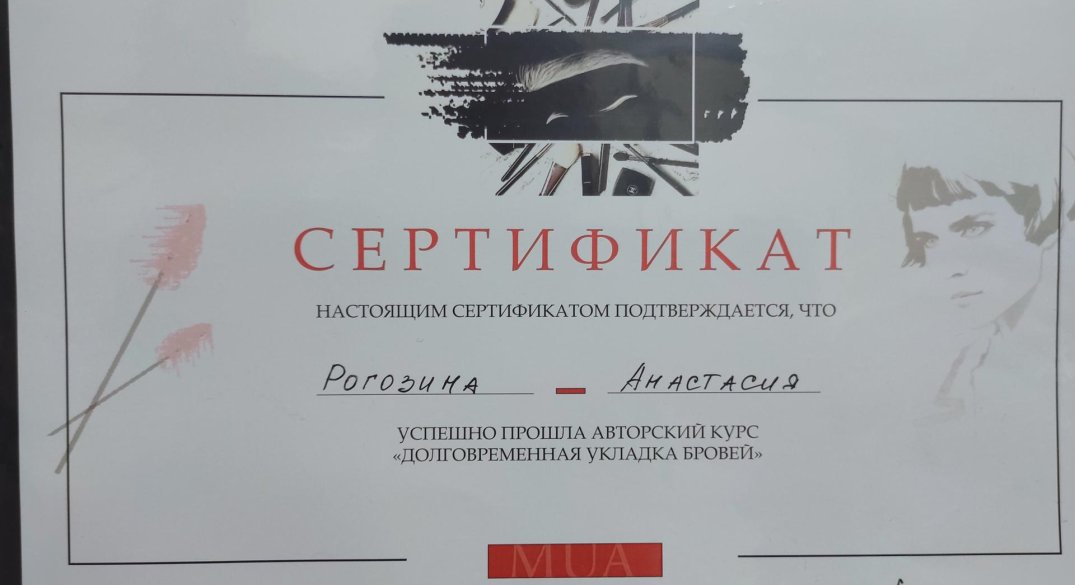 СЕРТИФИКАТ
НАСТОЯЩИМ СЕРТИФИКАТОМ ПОДТВЕРЖДАЕТСЯ, ЧТО
Рогозина - Анастасия
УСПЕШНО ПРОШЛА АВТОРСКИЙ КУРС
«ДОЛГОВРЕМЕННАЯ УКЛАДКА БРОВЕЙ»
MUA